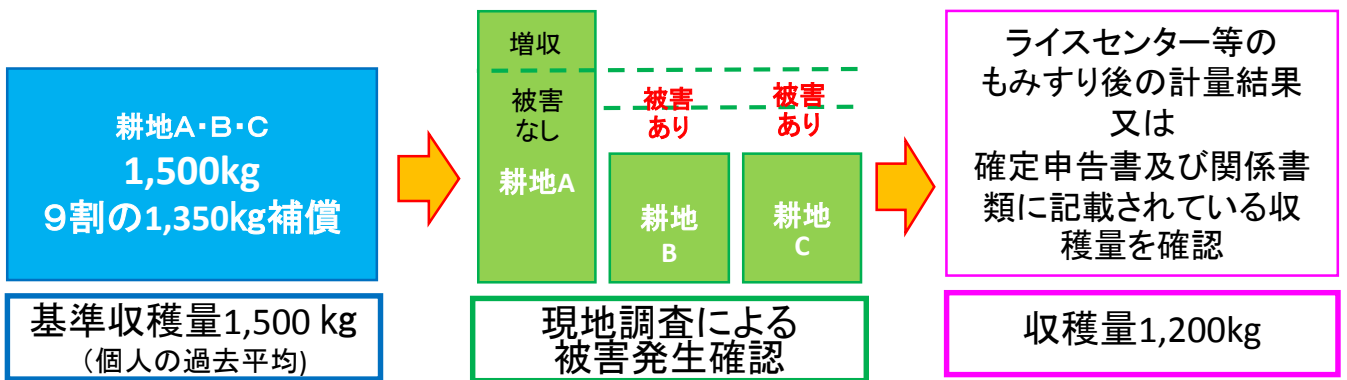 耕地A・B・C
1,500kg
９割の1,350kg補償
基準収穫量1,500 kg
（個人の過去平均)
増収
被害
なし
耕地A
被害
あり
耕地
B
被害
あり
耕地
C
現地調査による
被害発生確認
ライスセンター等の
もみすり後の計量結果
又は
確定申告書及び関係書
類に記載されている収
穫量を確認
収穫量1,200kg